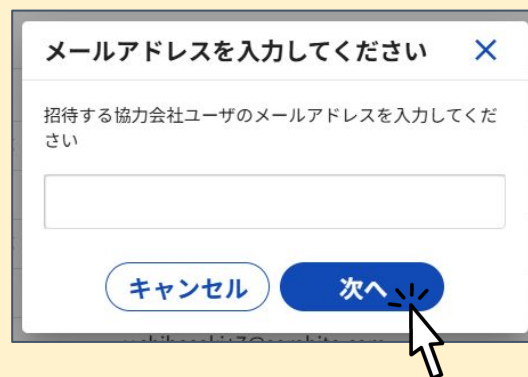 メールアドレスを入力してください
招待する協力会社ユーザのメールアドレスを入力してくだ
さい
キャンセル 次へ